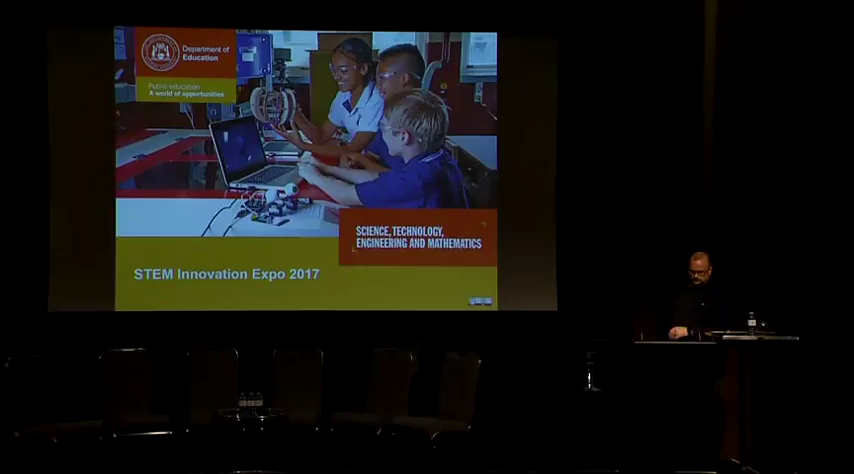 Department of
Education
Public education
A world of opportunities
SCIENCE, TECHNOLOGY,
ENGINEERING AND MATHEMATICS
STEM Innovation Expo 2017